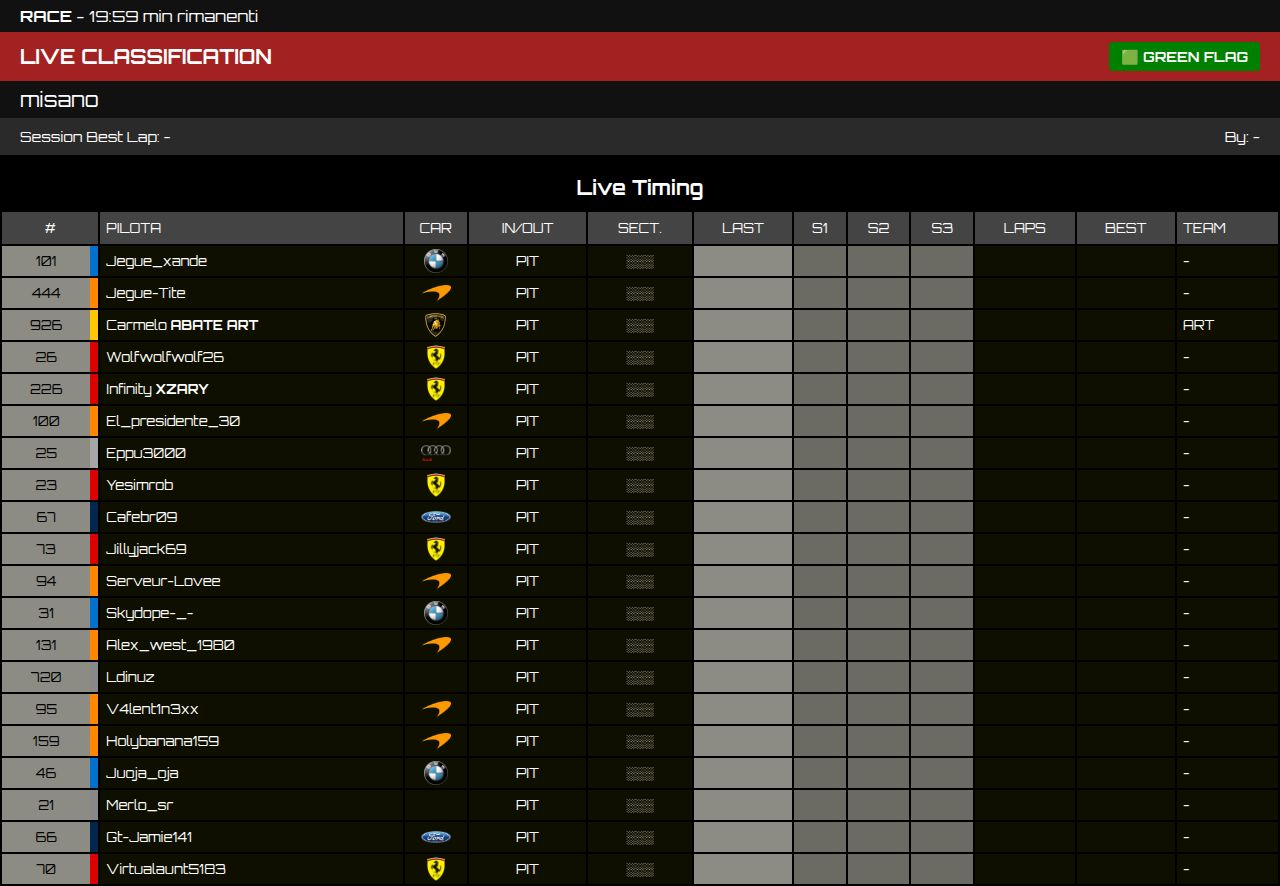 RACE - 19:59 min rimanenti
LIVE CLASSIFICATION GREEN FLAG
misano
Session Best Lap: - By: -
Live Timing
# PILOTA CAR IN/OUT SECT. LAST S1 S2 S3 LAPS BEST TEAM
101 Jegue_xande PIT ░░░ -
444 Jegue-Tite PIT ░░░ -
926 Carmelo ABATE ART PIT ░░░ ART
26 Wolfwolfwolf26 PIT ░░░ -
226 Infinity XZARY PIT ░░░ -
100 El_presidente_30 PIT ░░░ -
25 Eppu3000 PIT ░░░ -
23 Yesimrob PIT ░░░ -
67 Cafebr09 Ford PIT ░░░ -
73 Jillyjack69 PIT ░░░ -
94 Serveur-Lovee PIT ░░░ -
31 Skydope-_- PIT ░░░ -
131 Alex_west_1980 PIT ░░░ -
720 Ldinuz PIT ░░░ -
95 V4lent1n3xx PIT ░░░ -
159 Holybanana159 PIT ░░░ -
46 Juoja_oja PIT ░░░ -
21 Merlo_sr PIT ░░░ -
66 Gt-Jamie141 Ford PIT ░░░ -
70 Virtualaunt5183 PIT ░░░ -